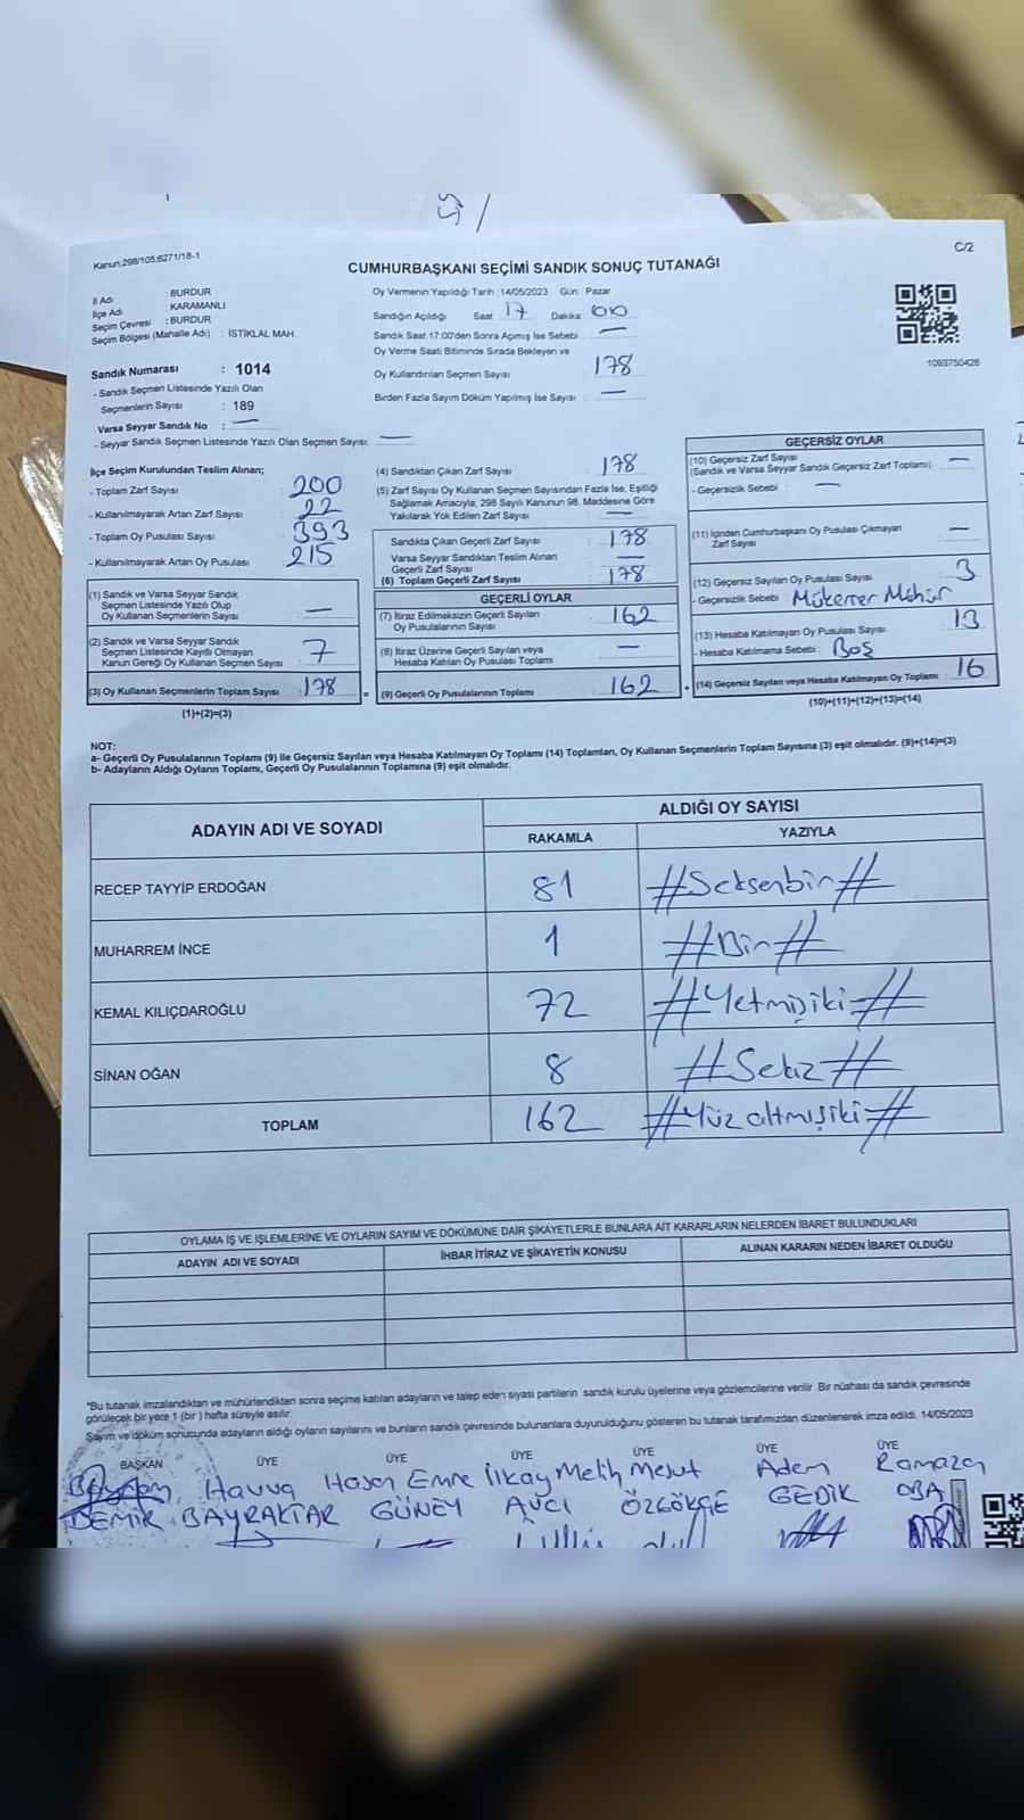 C/2
Kanun:298/105;6271/18-1
CUMHURBAŞKANI SEÇİMİ SANDIK SONUÇ TUTANAĞI
İl Adı : BURDUR
İlçe Adı : KARAMANLI
Seçim Çevresi : BURDUR
Seçim Bölgesi (Mahalle Adı) : İSTİKLAL MAH.
Sandık Numarası : 1014
- Sandık Seçmen Listesinde Yazılı Olan
Seçmenlerin Sayısı : 189
Varsa Seyyar Sandık No : —
- Seyyar Sandık Seçmen Listesinde Yazılı Olan Seçmen Sayısı: —
Oy Vermenin Yapıldığı Tarih :14/05/2023 Gün : Pazar
Sandığın Açıldığı Saat 17 Dakika 00
Sandık Saat 17:00'den Sonra Açılmış İse Sebebi : —
Oy Verme Saati Bitiminde Sırada Bekleyen ve
Oy Kullandırılan Seçmen Sayısı 178
Birden Fazla Sayım Döküm Yapılmış İse Sayısı : —
1093750426
İlçe Seçim Kurulundan Teslim Alınan;
- Toplam Zarf Sayısı 200
- Kullanılmayarak Artan Zarf Sayısı 22
- Toplam Oy Pusulası Sayısı 393
- Kullanılmayarak Artan Oy Pusulası 215
(1) Sandık ve Varsa Seyyar Sandık
Seçmen Listesinde Yazılı Olup
Oy Kullanan Seçmenlerin Sayısı —
(2) Sandık ve Varsa Seyyar Sandık
Seçmen Listesinde Kayıtlı Olmayan
Kanun Gereği Oy Kullanan Seçmen Sayısı 7
(3) Oy Kullanan Seçmenlerin Toplam Sayısı 178
(1)+(2)=(3)
(4) Sandıktan Çıkan Zarf Sayısı : 178
(5) Zarf Sayısı Oy Kullanan Seçmen Sayısından Fazla İse, Eşitliği
Sağlamak Amacıyla; 298 Sayılı Kanunun 98. Maddesine Göre
Yakılarak Yok Edilen Zarf Sayısı : —
Sandıkta Çıkan Geçerli Zarf Sayısı : 178
Varsa Seyyar Sandıktan Teslim Alınan
Geçerli Zarf Sayısı : —
(6) Toplam Geçerli Zarf Sayısı : 178
GEÇERLİ OYLAR
(7) İtiraz Edilmeksizin Geçerli Sayılan
Oy Pusulalarının Sayısı : 162
(8) İtiraz Üzerine Geçerli Sayılan veya
Hesaba Katılan Oy Pusulası Toplamı : —
= (9) Geçerli Oy Pusulalarının Toplamı : 162
GEÇERSİZ OYLAR
(10) Geçersiz Zarf Sayısı
(Sandık ve Varsa Seyyar Sandık Geçersiz Zarf Toplamı) : —
- Geçersizlik Sebebi : —
(11) İçinden Cumhurbaşkanı Oy Pusulası Çıkmayan
Zarf Sayısı : —
(12) Geçersiz Sayılan Oy Pusulası Sayısı : 3
- Geçersizlik Sebebi : Mükerrer Mühür
(13) Hesaba Katılmayan Oy Pusulası Sayısı : 13
- Hesaba Katılmama Sebebi : Boş
+ (14) Geçersiz Sayılan veya Hesaba Katılmayan Oy Toplamı : 16
(10)+(11)+(12)+(13)=(14)
NOT:
a- Geçerli Oy Pusulalarının Toplamı (9) ile Geçersiz Sayılan veya Hesaba Katılmayan Oy Toplamı (14) Toplamları, Oy Kullanan Seçmenlerin Toplam Sayısına (3) eşit olmalıdır. (9)+(14)=(3)
b- Adayların Aldığı Oyların Toplamı, Geçerli Oy Pusulalarının Toplamına (9) eşit olmalıdır.
ADAYIN ADI VE SOYADI
ALDIĞI OY SAYISI
RAKAMLA YAZIYLA
RECEP TAYYİP ERDOĞAN 81 #Seksenbir#
MUHARREM İNCE 1 #Bir#
KEMAL KILIÇDAROĞLU 72 #Yetmişiki#
SİNAN OĞAN 8 #Sekiz#
TOPLAM 162 #Yüzaltmışiki#
OYLAMA İŞ VE İŞLEMLERİNE VE OYLARIN SAYIM VE DÖKÜMÜNE DAİR ŞİKAYETLERLE BUNLARA AİT KARARLARIN NELERDEN İBARET BULUNDUKLARI
ADAYIN ADI VE SOYADI İHBAR İTİRAZ VE ŞİKAYETİN KONUSU ALINAN KARARIN NEDEN İBARET OLDUĞU
*Bu tutanak imzalandıktan ve mühürlendikten sonra seçime katılan adayların ve talep eden siyasi partilerin sandık kurulu üyelerine veya gözlemcilerine verilir. Bir nüshası da sandık çevresinde
görülecek bir yere 1 (bir ) hafta süreyle asılır.
Sayım ve döküm sonucunda adayların aldığı oyların sayılarını ve bunların sandık çevresinde bulunanlara duyurulduğunu gösteren bu tutanak tarafımızdan düzenlenerek imza edildi. 14/05/2023
BAŞKAN ÜYE ÜYE ÜYE ÜYE ÜYE ÜYE
Bayram Havva Hasan Emre İlkay Melih Mesut Adem Ramazan
DEMİR BAYRAKTAR GÜNEY AVCI ÖZGÖKÇE GEDİK OBA